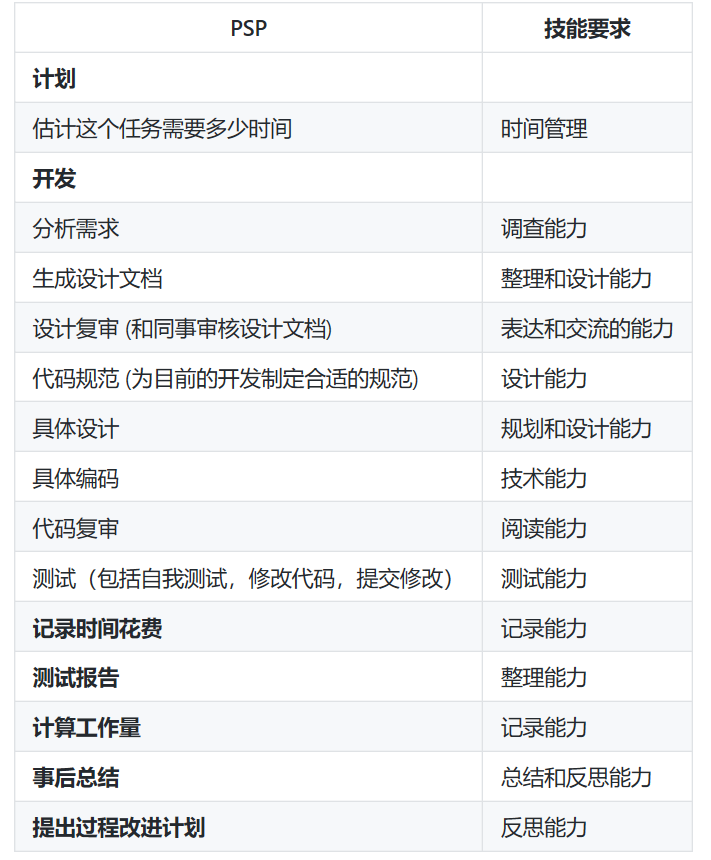 PSP 技能要求
计划
估计这个任务需要多少时间 时间管理
开发
分析需求 调查能力
生成设计文档 整理和设计能力
设计复审 (和同事审核设计文档) 表达和交流的能力
代码规范 (为目前的开发制定合适的规范) 设计能力
具体设计 规划和设计能力
具体编码 技术能力
代码复审 阅读能力
测试（包括自我测试，修改代码，提交修改） 测试能力
记录时间花费 记录能力
测试报告 整理能力
计算工作量 记录能力
事后总结 总结和反思能力
提出过程改进计划 反思能力